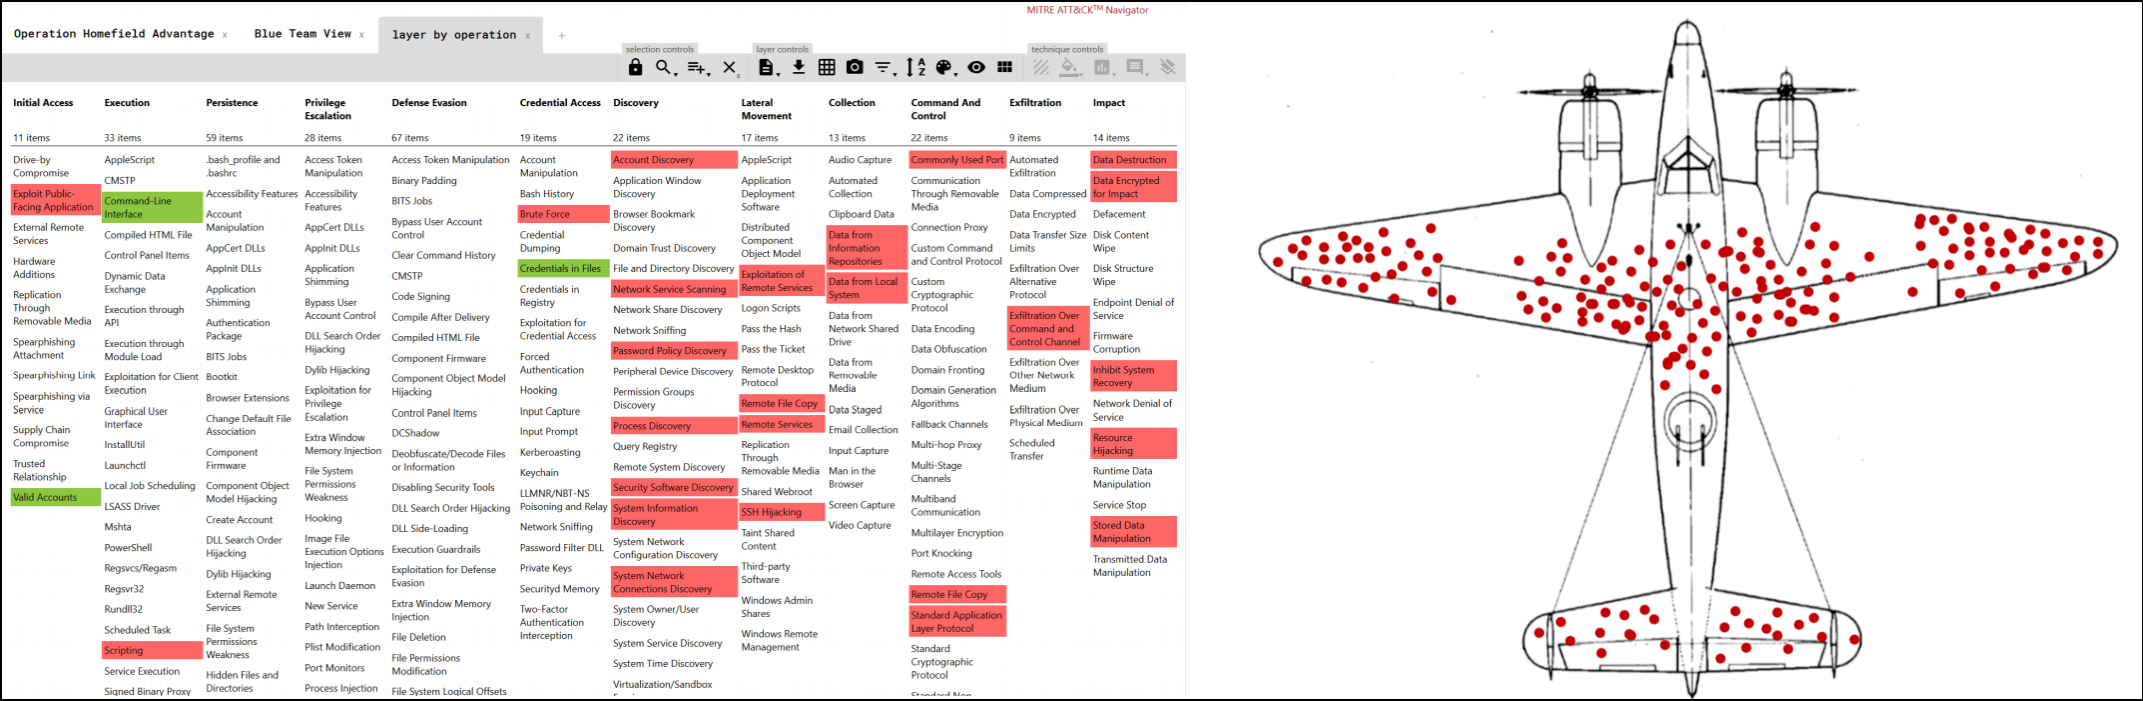 MITRE ATT&CK™ Navigator
Operation Homefield Advantage x
Blue Team View x
layer by operation x
+
selection controls
layer controls
technique controls
Initial Access
11 items
Drive-by
Compromise
Exploit Public-
Facing Application
External Remote
Services
Hardware
Additions
Replication
Through
Removable Media
Spearphishing
Attachment
Spearphishing Link
Spearphishing via
Service
Supply Chain
Compromise
Trusted
Relationship
Valid Accounts
Execution
33 items
AppleScript
CMSTP
Command-Line
Interface
Compiled HTML File
Control Panel Items
Dynamic Data
Exchange
Execution through
API
Execution through
Module Load
Exploitation for Client
Execution
Graphical User
Interface
InstallUtil
Launchctl
Local Job Scheduling
LSASS Driver
Mshta
PowerShell
Regsvcs/Regasm
Regsvr32
Rundll32
Scheduled Task
Scripting
Service Execution
Signed Binary Proxy
Persistence
59 items
.bash_profile and
.bashrc
Accessibility Features
Account
Manipulation
AppCert DLLs
AppInit DLLs
Application
Shimming
Authentication
Package
BITS Jobs
Bootkit
Browser Extensions
Change Default File
Association
Component
Firmware
Component Object
Model Hijacking
Create Account
DLL Search Order
Hijacking
Dylib Hijacking
External Remote
Services
File System
Permissions
Weakness
Hidden Files and
Directories
Privilege
Escalation
28 items
Access Token
Manipulation
Accessibility
Features
AppCert DLLs
AppInit DLLs
Application
Shimming
Bypass User
Account Control
DLL Search Order
Hijacking
Dylib Hijacking
Exploitation for
Privilege
Escalation
Extra Window
Memory Injection
File System
Permissions
Weakness
Hooking
Image File
Execution Options
Injection
Launch Daemon
New Service
Path Interception
Plist Modification
Port Monitors
Process Injection
Defense Evasion
67 items
Access Token Manipulation
Binary Padding
BITS Jobs
Bypass User Account
Control
Clear Command History
CMSTP
Code Signing
Compile After Delivery
Compiled HTML File
Component Firmware
Component Object Model
Hijacking
Control Panel Items
DCShadow
Deobfuscate/Decode Files
or Information
Disabling Security Tools
DLL Search Order Hijacking
DLL Side-Loading
Execution Guardrails
Exploitation for Defense
Evasion
Extra Window Memory
Injection
File Deletion
File Permissions
Modification
File System Logical Offsets
Credential Access
19 items
Account
Manipulation
Bash History
Brute Force
Credential
Dumping
Credentials in Files
Credentials in
Registry
Exploitation for
Credential Access
Forced
Authentication
Hooking
Input Capture
Input Prompt
Kerberoasting
Keychain
LLMNR/NBT-NS
Poisoning and Relay
Network Sniffing
Password Filter DLL
Private Keys
Securityd Memory
Two-Factor
Authentication
Interception
Discovery
22 items
Account Discovery
Application Window
Discovery
Browser Bookmark
Discovery
Domain Trust Discovery
File and Directory Discovery
Network Service Scanning
Network Share Discovery
Network Sniffing
Password Policy Discovery
Peripheral Device Discovery
Permission Groups
Discovery
Process Discovery
Query Registry
Remote System Discovery
Security Software Discovery
System Information
Discovery
System Network
Configuration Discovery
System Network
Connections Discovery
System Owner/User
Discovery
System Service Discovery
System Time Discovery
Virtualization/Sandbox
Lateral
Movement
17 items
AppleScript
Application
Deployment
Software
Distributed
Component
Object Model
Exploitation of
Remote Services
Logon Scripts
Pass the Hash
Pass the Ticket
Remote Desktop
Protocol
Remote File Copy
Remote Services
Replication
Through
Removable Media
Shared Webroot
SSH Hijacking
Taint Shared
Content
Third-party
Software
Windows Admin
Shares
Windows Remote
Management
Collection
13 items
Audio Capture
Automated
Collection
Clipboard Data
Data from
Information
Repositories
Data from Local
System
Data from
Network Shared
Drive
Data from
Removable
Media
Data Staged
Email Collection
Input Capture
Man in the
Browser
Screen Capture
Video Capture
Command And
Control
22 items
Commonly Used Port
Communication
Through Removable
Media
Connection Proxy
Custom Command
and Control Protocol
Custom
Cryptographic
Protocol
Data Encoding
Data Obfuscation
Domain Fronting
Domain Generation
Algorithms
Fallback Channels
Multi-hop Proxy
Multi-Stage
Channels
Multiband
Communication
Multilayer Encryption
Port Knocking
Remote Access Tools
Remote File Copy
Standard Application
Layer Protocol
Standard
Cryptographic
Protocol
Standard Non-
Exfiltration
9 items
Automated
Exfiltration
Data Compressed
Data Encrypted
Data Transfer Size
Limits
Exfiltration Over
Alternative
Protocol
Exfiltration Over
Command and
Control Channel
Exfiltration Over
Other Network
Medium
Exfiltration Over
Physical Medium
Scheduled
Transfer
Impact
14 items
Data Destruction
Data Encrypted
for Impact
Defacement
Disk Content
Wipe
Disk Structure
Wipe
Endpoint Denial of
Service
Firmware
Corruption
Inhibit System
Recovery
Network Denial of
Service
Resource
Hijacking
Runtime Data
Manipulation
Service Stop
Stored Data
Manipulation
Transmitted Data
Manipulation